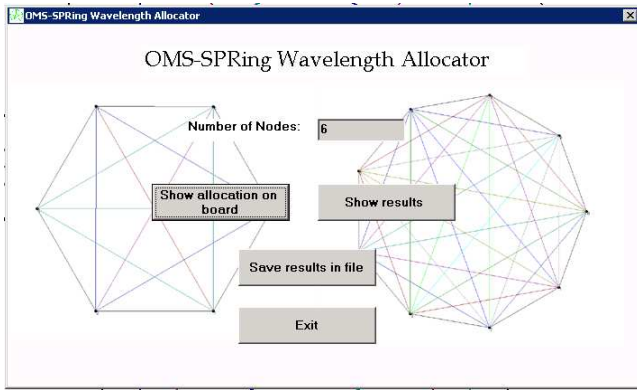 OMS-SPRing Wavelength Allocator
OMS-SPRing Wavelength Allocator
Number of Nodes: 6
Show allocation on
board
Show results
Save results in file
Exit